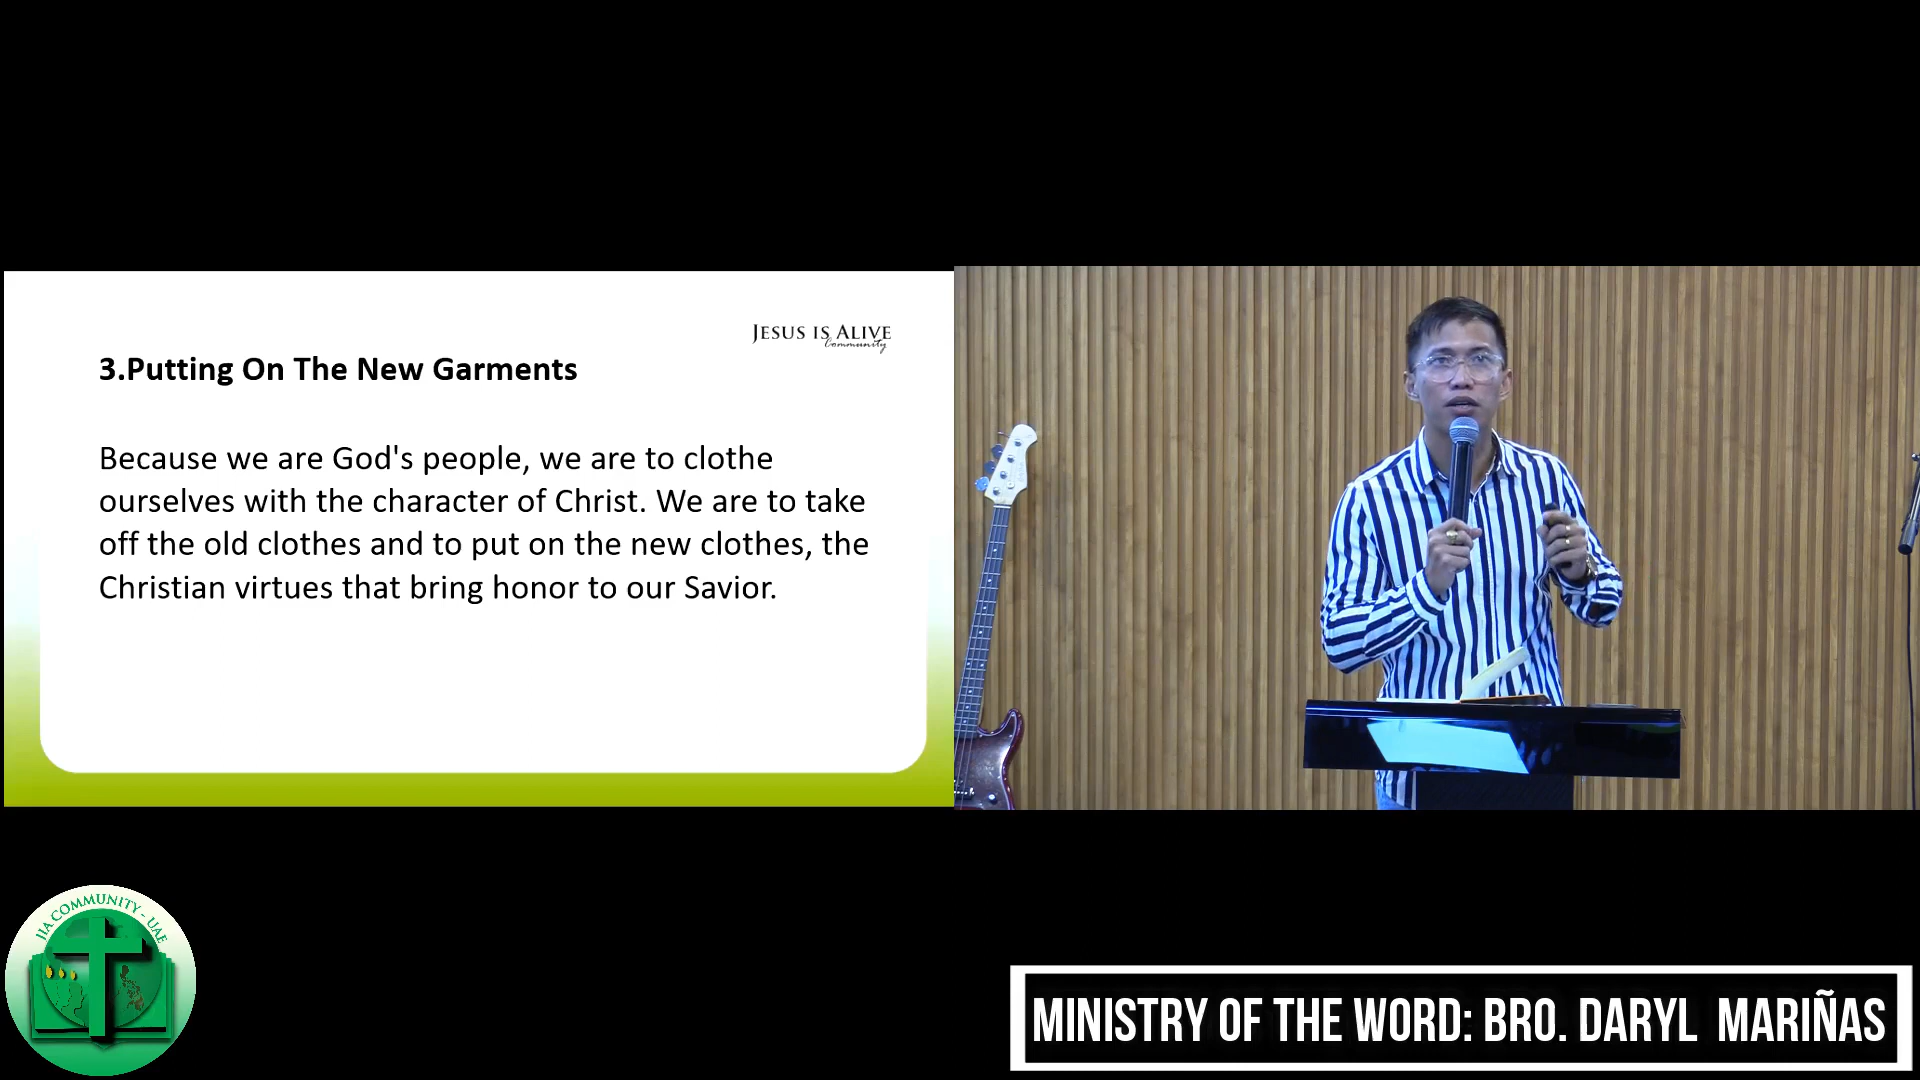 JESUS IS ALIVE
Community
3.Putting On The New Garments
Because we are God's people, we are to clothe
ourselves with the character of Christ. We are to take
off the old clothes and to put on the new clothes, the
Christian virtues that bring honor to our Savior.
JIA COMMUNITY - UAE
MINISTRY OF THE WORD: BRO. DARYL MARIÑAS